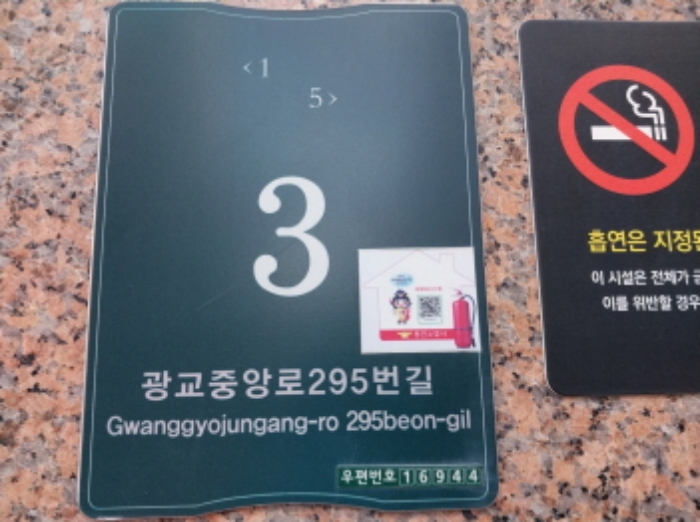 <1
5>
3
광교중앙로295번길
Gwanggyojungang-ro 295beon-gil
우편번호 16944
흡연은 지정된
이 시설은 전체가 금
이를 위반할 경우